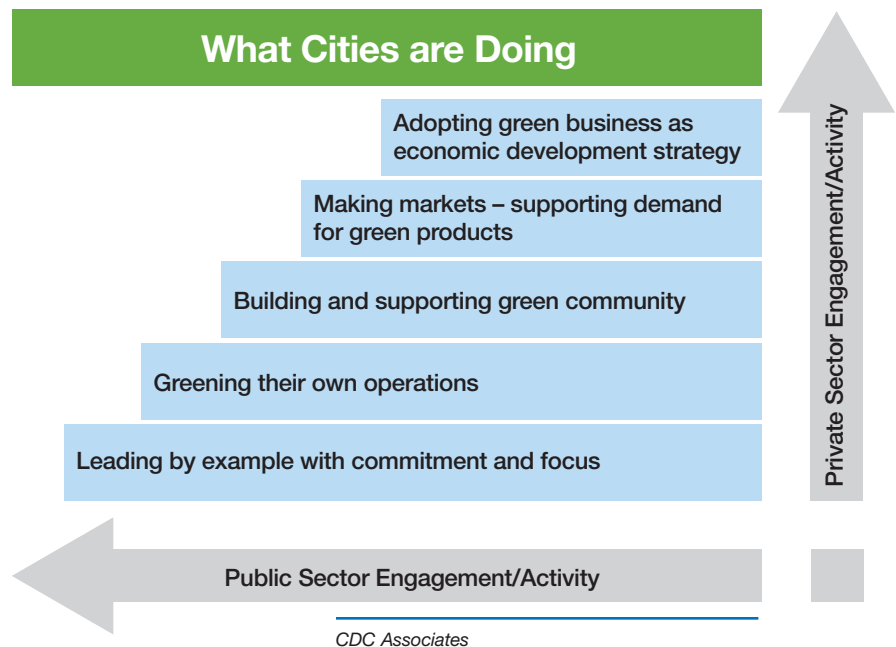 What Cities are Doing
Adopting green business as
economic development strategy
Making markets – supporting demand
for green products
Building and supporting green community
Greening their own operations
Leading by example with commitment and focus
Private Sector Engagement/Activity
Public Sector Engagement/Activity
CDC Associates